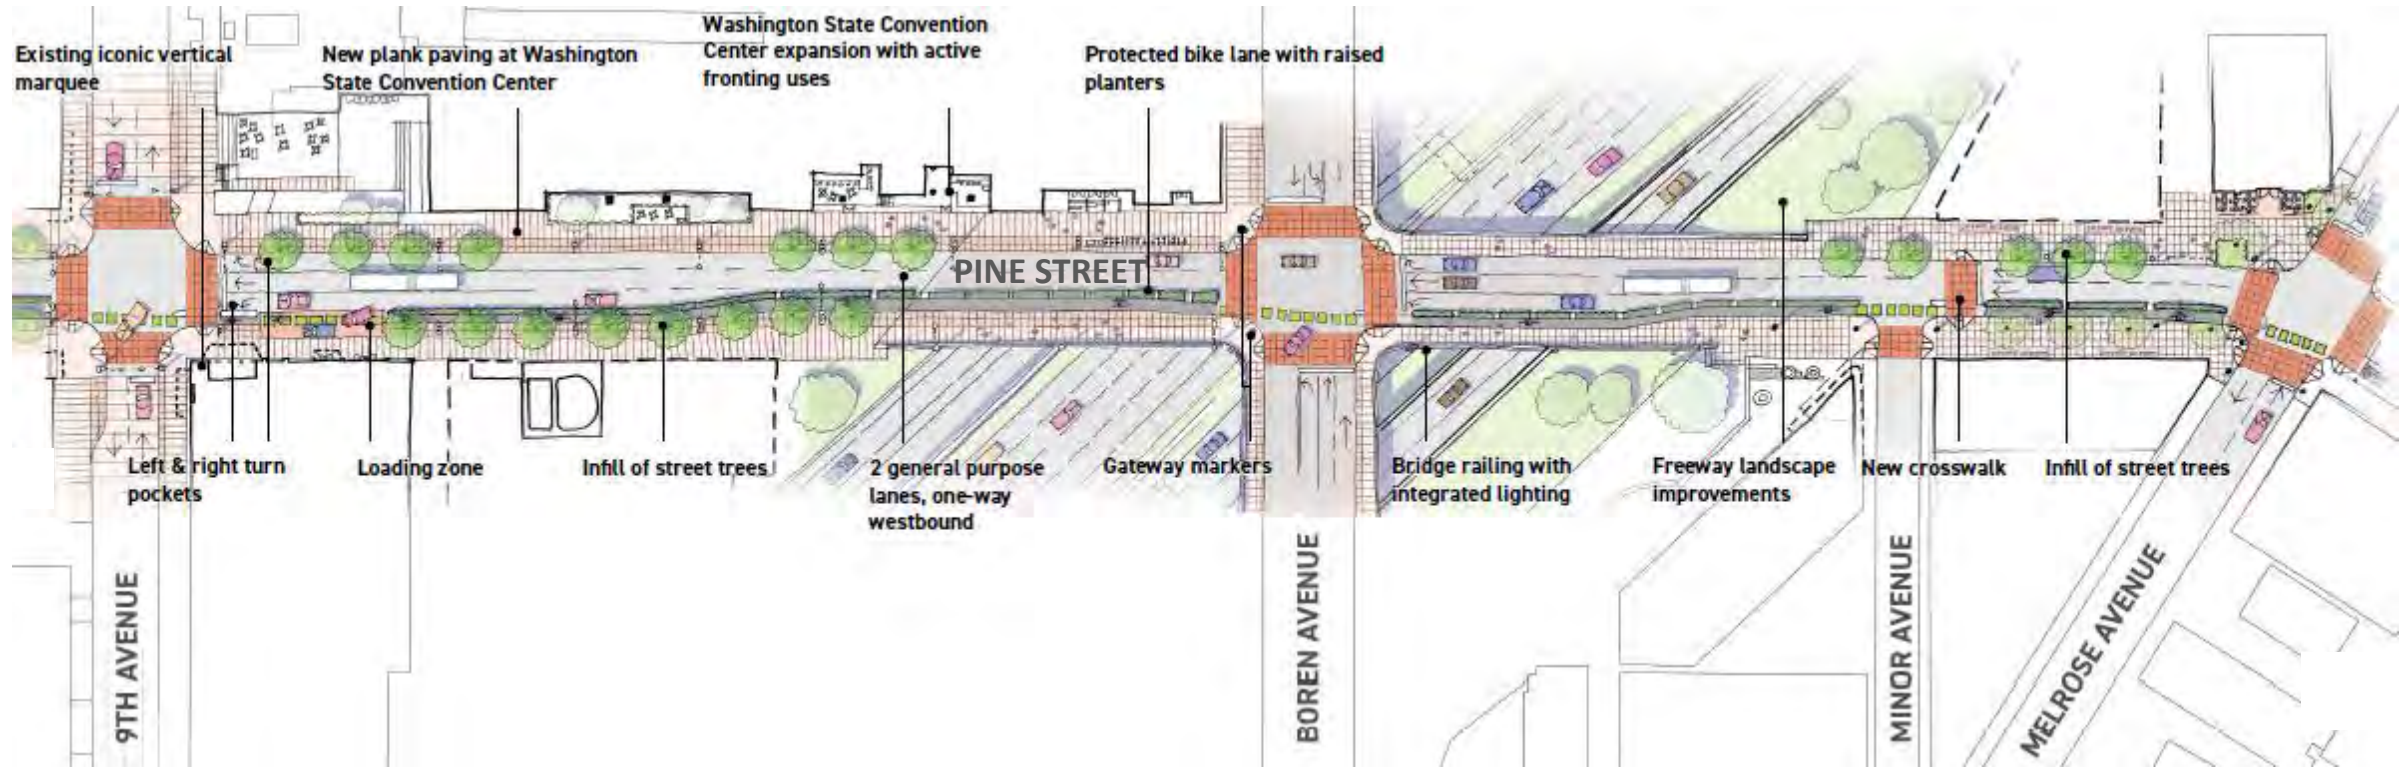 Existing iconic vertical
marquee
New plank paving at Washington
State Convention Center
Washington State Convention
Center expansion with active
fronting uses
Protected bike lane with raised
planters
PINE STREET
Left & right turn
pockets
Loading zone
Infill of street trees
2 general purpose
lanes, one-way
westbound
Gateway markers
Bridge railing with
integrated lighting
Freeway landscape
improvements
New crosswalk
Infill of street trees
9TH AVENUE
BOREN AVENUE
MINOR AVENUE
MELROSE AVENUE